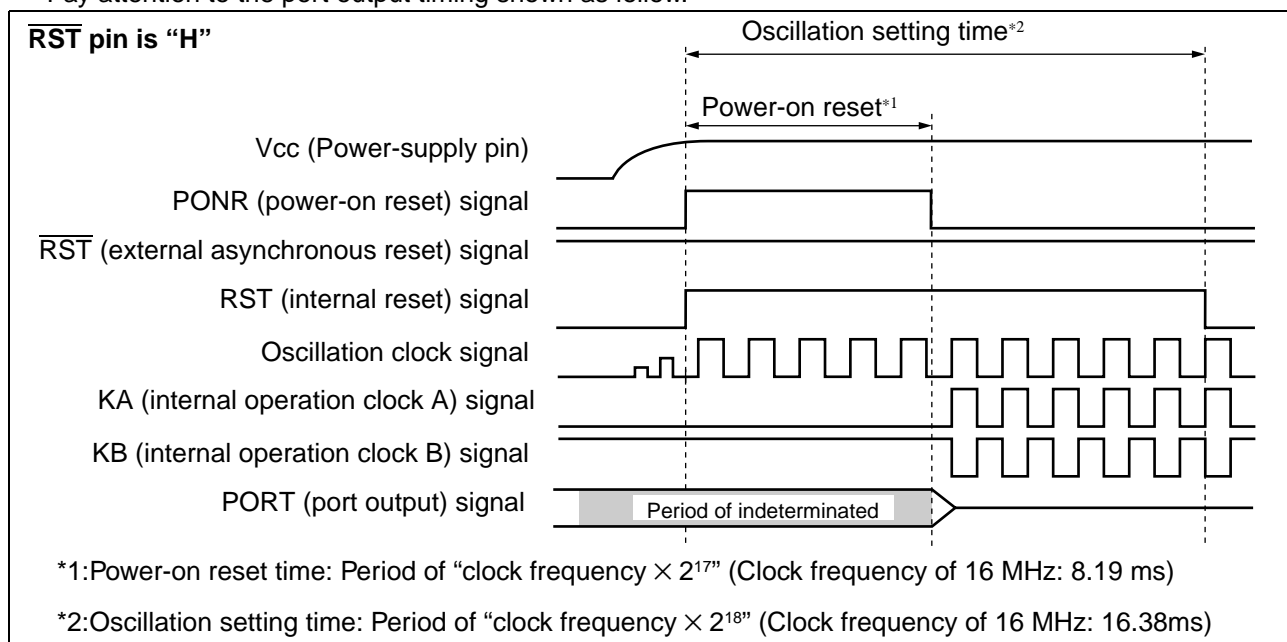 Pay attention to the port output timing shown as follow.
RST pin is “H”
Oscillation setting time*2
Power-on reset*1
Vcc (Power-supply pin)
PONR (power-on reset) signal
RST (external asynchronous reset) signal
RST (internal reset) signal
Oscillation clock signal
KA (internal operation clock A) signal
KB (internal operation clock B) signal
PORT (port output) signal
Period of indeterminated
*1:Power-on reset time: Period of “clock frequency × 2¹⁷” (Clock frequency of 16 MHz: 8.19 ms)
*2:Oscillation setting time: Period of “clock frequency × 2¹⁸” (Clock frequency of 16 MHz: 16.38ms)